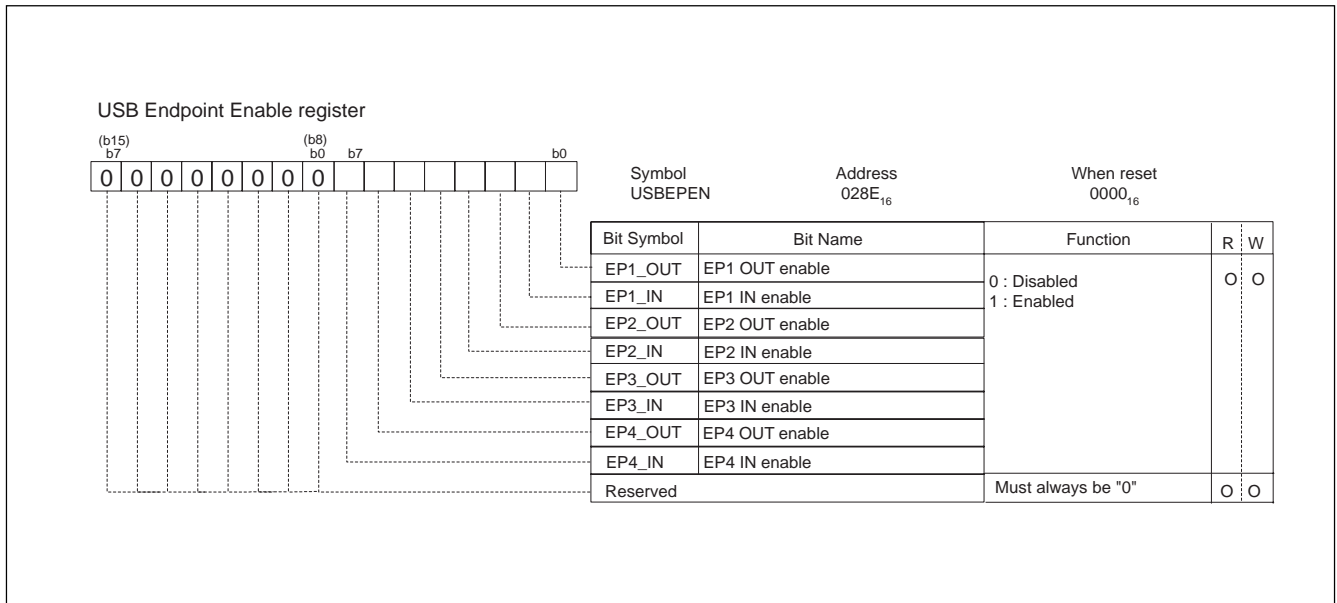 USB Endpoint Enable register
(b15) (b8)
b7 b0 b7 b0
0 0 0 0 0 0 0 0
Symbol Address When reset
USBEPEN 028E16 000016
Bit Symbol Bit Name Function R W
EP1_OUT EP1 OUT enable 0 : Disabled O O
EP1_IN EP1 IN enable 1 : Enabled
EP2_OUT EP2 OUT enable
EP2_IN EP2 IN enable
EP3_OUT EP3 OUT enable
EP3_IN EP3 IN enable
EP4_OUT EP4 OUT enable
EP4_IN EP4 IN enable
Reserved Must always be "0" O O